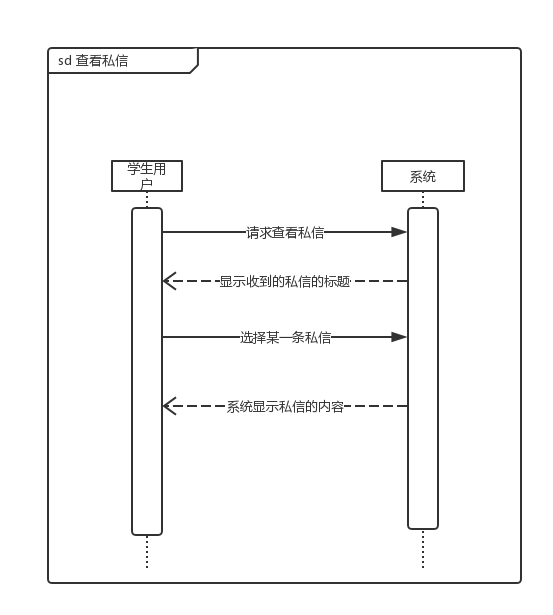 sd 查看私信
学生用
户
系统
请求查看私信
显示收到的私信的标题
选择某一条私信
系统显示私信的内容